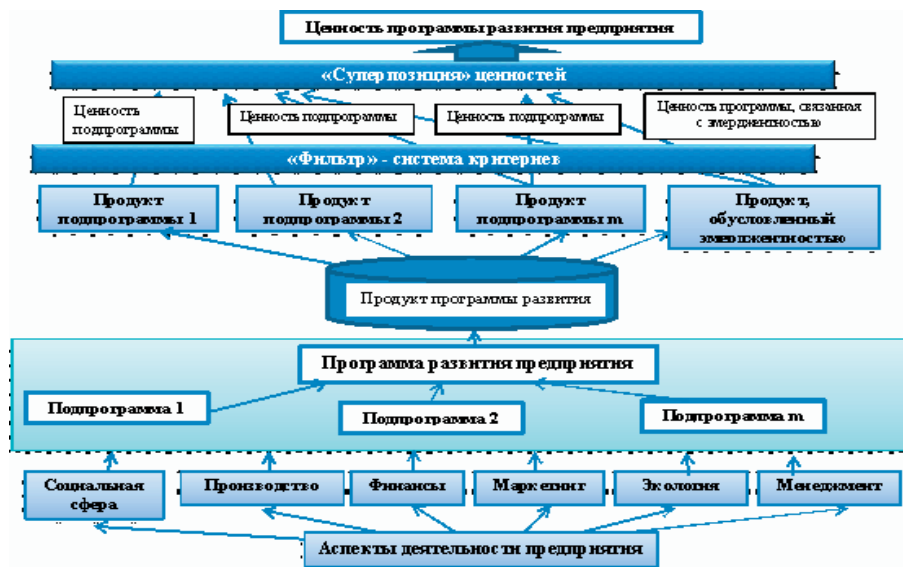 Ценность программы развития предприятия
«Суперпозиция» ценностей
Ценность
подпрограммы
Ценность подпрограммы
Ценность подпрограммы
Ценность программы, связанная
с эмерджентностью
«Фильтр» - система критериев
Продукт
подпрограммы 1
Продукт
подпрограммы 2
Продукт
подпрограммы m
Продукт,
обусловленный
эмерджентностью
Продукт программы развития
Программа развития предприятия
Подпрограмма 1
Подпрограмма 2
Подпрограмма m
Социальная
сфера
Производство
Финансы
Маркетинг
Экология
Менеджмент
Аспекты деятельности предприятия